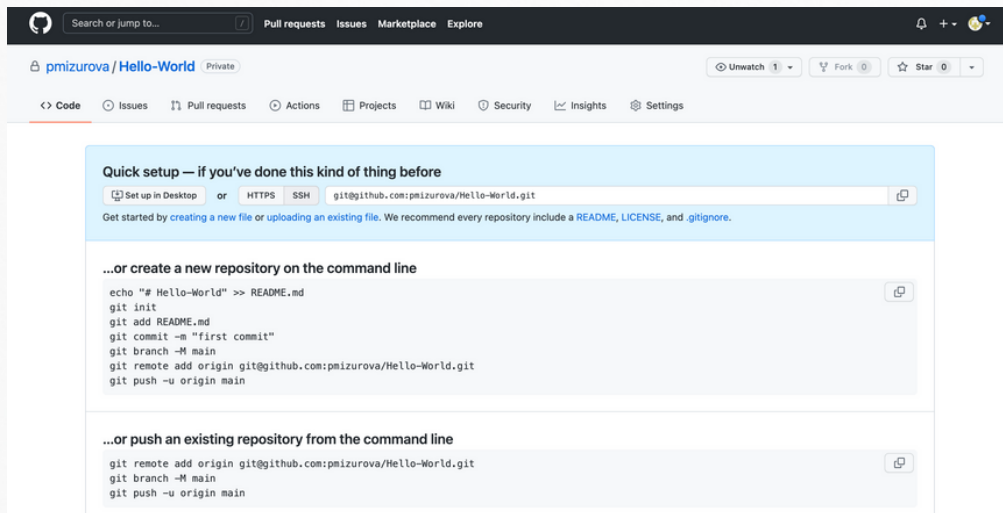 Search or jump to... /
Pull requests Issues Marketplace Explore
pmizurova / Hello-World Private
Unwatch 1 Fork 0 Star 0
<> Code Issues Pull requests Actions Projects Wiki Security Insights Settings
Quick setup — if you've done this kind of thing before
Set up in Desktop or HTTPS SSH git@github.com:pmizurova/Hello-World.git
Get started by creating a new file or uploading an existing file. We recommend every repository include a README, LICENSE, and .gitignore.
...or create a new repository on the command line
echo "# Hello-World" >> README.md
git init
git add README.md
git commit -m "first commit"
git branch -M main
git remote add origin git@github.com:pmizurova/Hello-World.git
git push -u origin main
...or push an existing repository from the command line
git remote add origin git@github.com:pmizurova/Hello-World.git
git branch -M main
git push -u origin main